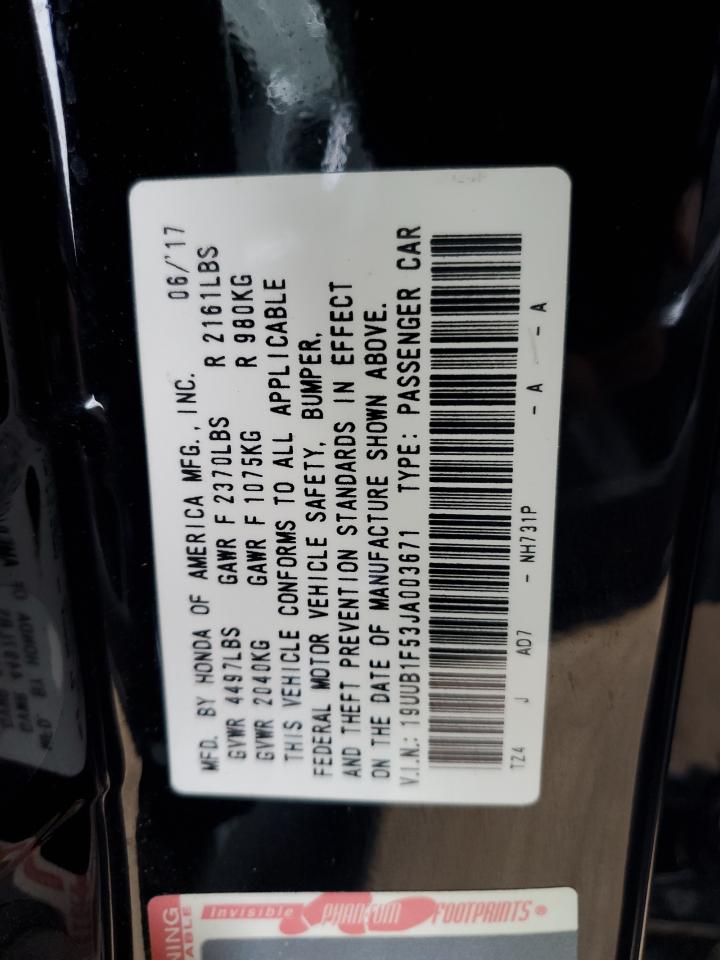 MFD. BY HONDA OF AMERICA MFG., INC. 06/'17
GVWR 4497LBS GAWR F 2370LBS R 2161LBS
GVWR 2040KG GAWR F 1075KG R 980KG
THIS VEHICLE CONFORMS TO ALL APPLICABLE
FEDERAL MOTOR VEHICLE SAFETY, BUMPER,
AND THEFT PREVENTION STANDARDS IN EFFECT
ON THE DATE OF MANUFACTURE SHOWN ABOVE.
V.I.N.: 19UUB1F53JA003671 TYPE: PASSENGER CAR
TZ4 J AD7 - NH731P - A - A
Invisible PHANTOM FOOTPRINTS®